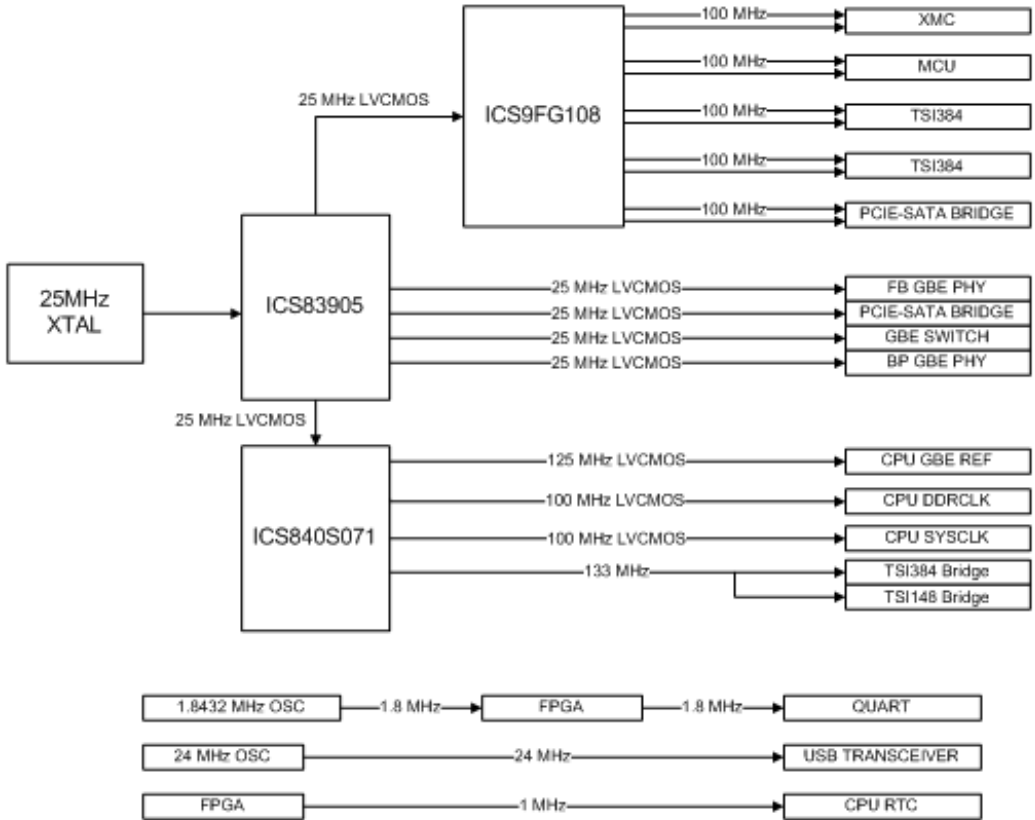 100 MHz
XMC
100 MHz
MCU
25 MHz LVCMOS
ICS9FG108
100 MHz
TSI384
100 MHz
TSI384
100 MHz
PCIE-SATA BRIDGE
25MHz
XTAL
ICS83905
25 MHz LVCMOS
FB GBE PHY
25 MHz LVCMOS
PCIE-SATA BRIDGE
25 MHz LVCMOS
GBE SWITCH
25 MHz LVCMOS
BP GBE PHY
25 MHz LVCMOS
ICS840S071
125 MHz LVCMOS
CPU GBE REF
100 MHz LVCMOS
CPU DDRCLK
100 MHz LVCMOS
CPU SYSCLK
133 MHz
TSI384 Bridge
TSI148 Bridge
1.8432 MHz OSC
1.8 MHz
FPGA
1.8 MHz
QUART
24 MHz OSC
24 MHz
USB TRANSCEIVER
FPGA
1 MHz
CPU RTC